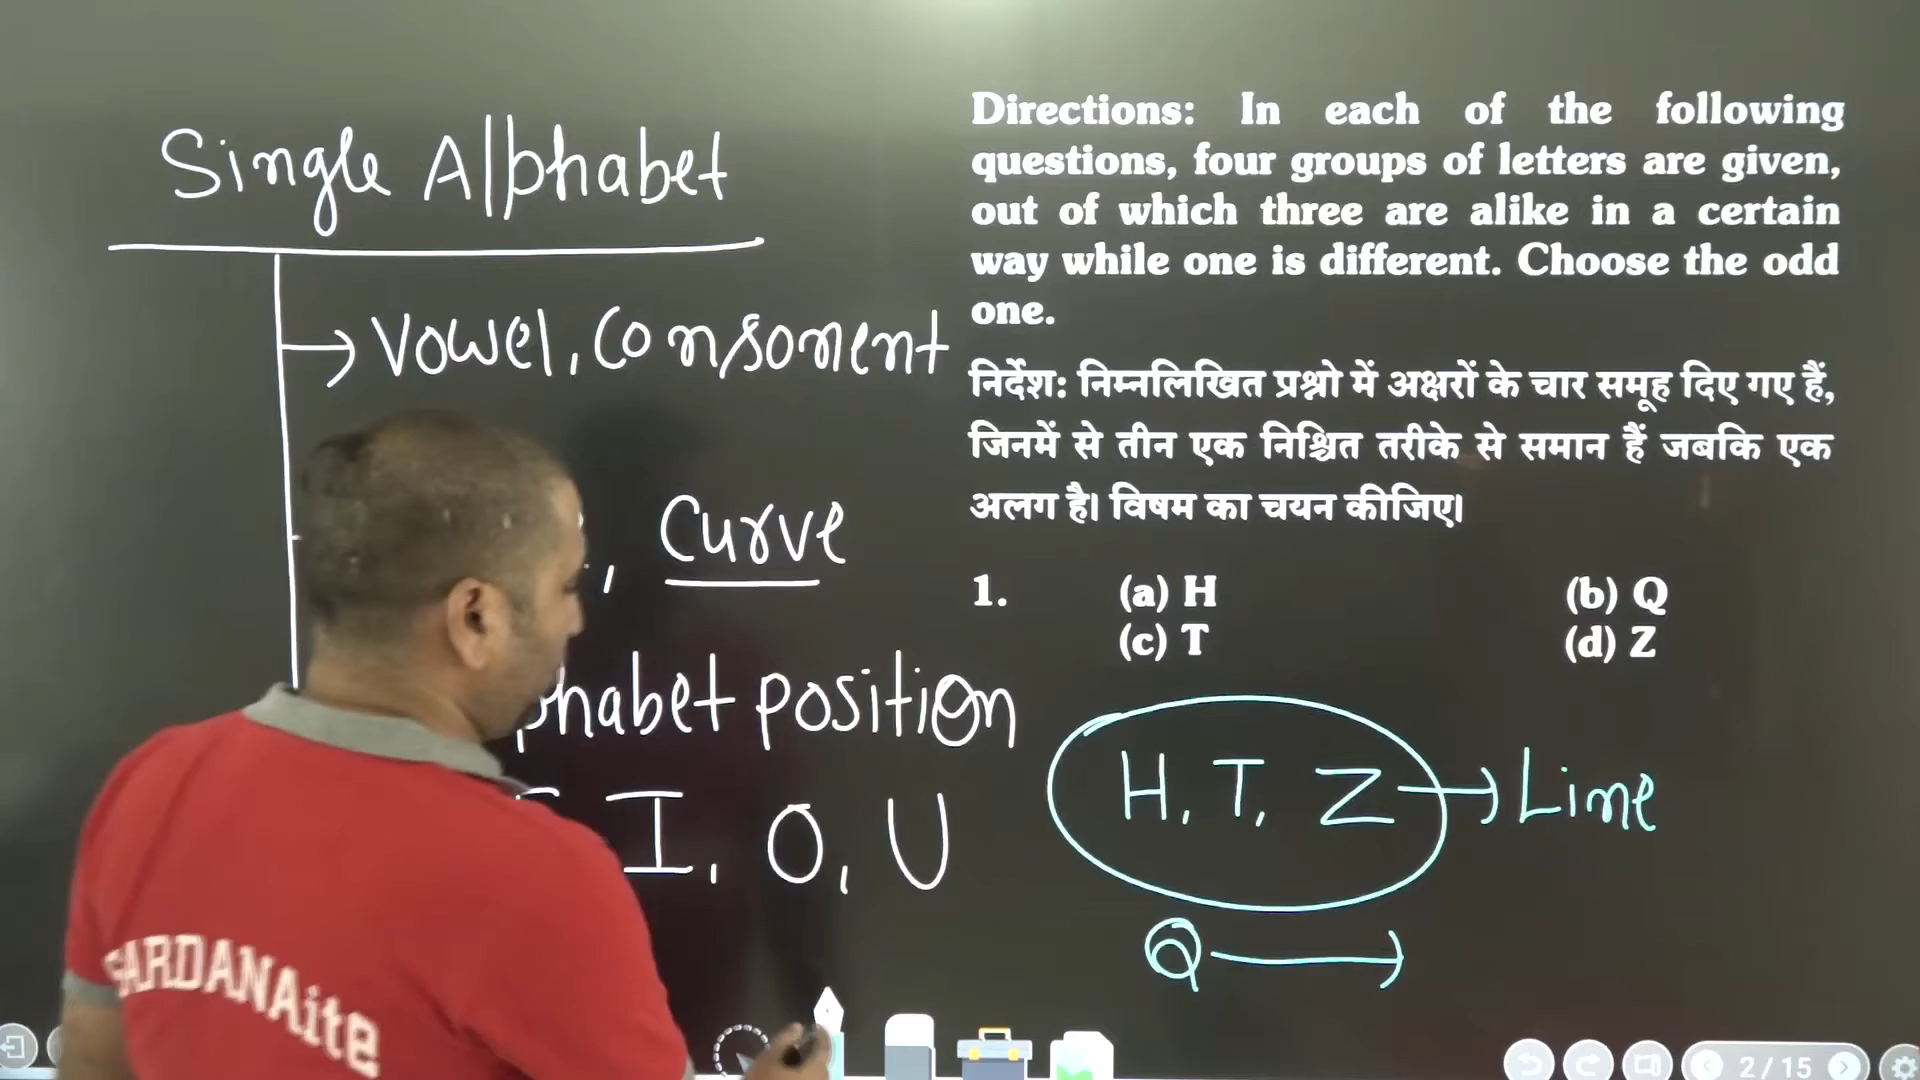 Single Alphabet
Vowel, Consonent
, Curve
phabet position
I, O, U
Directions: In each of the following
questions, four groups of letters are given,
out of which three are alike in a certain
way while one is different. Choose the odd
one.
निर्देश: निम्नलिखित प्रश्नो में अक्षरों के चार समूह दिए गए हैं,
जिनमें से तीन एक निश्चित तरीके से समान हैं जबकि एक
अलग है। विषम का चयन कीजिए।
1. (a) H (b) Q
(c) T (d) Z
H, T, Z → Line
Q →
SARDANAite
2 / 15